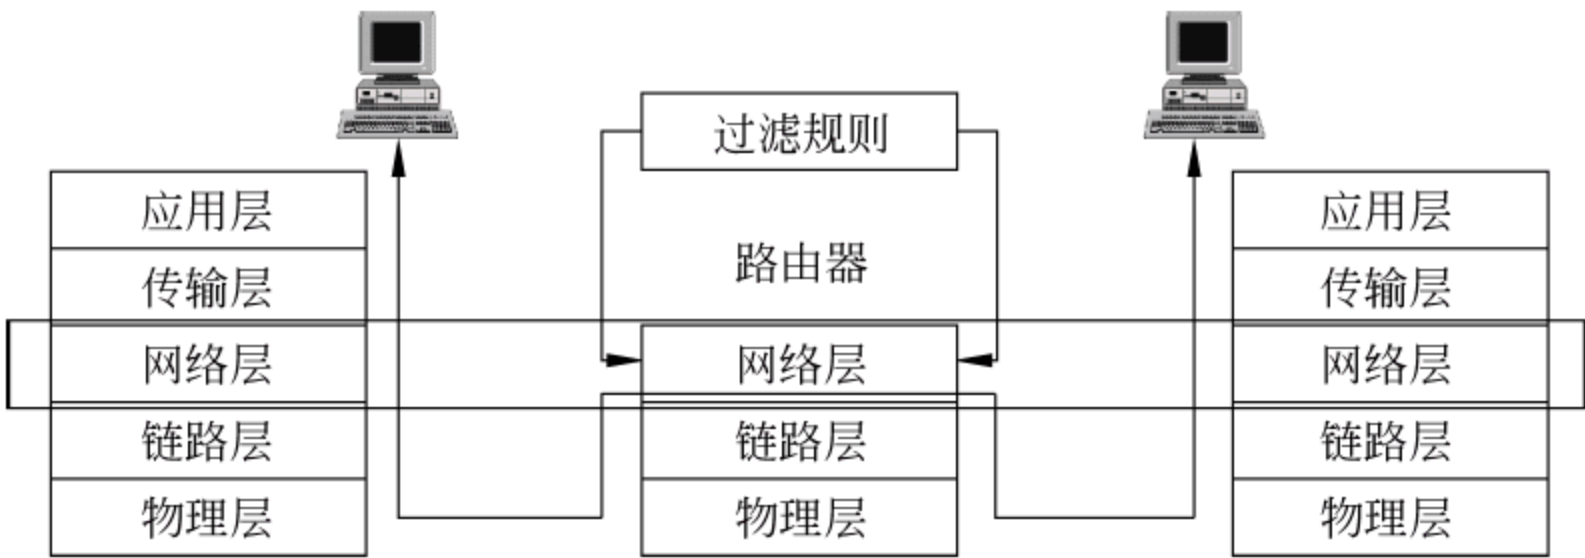 过滤规则
应用层
传输层
网络层
链路层
物理层
路由器
网络层
链路层
物理层
应用层
传输层
网络层
链路层
物理层